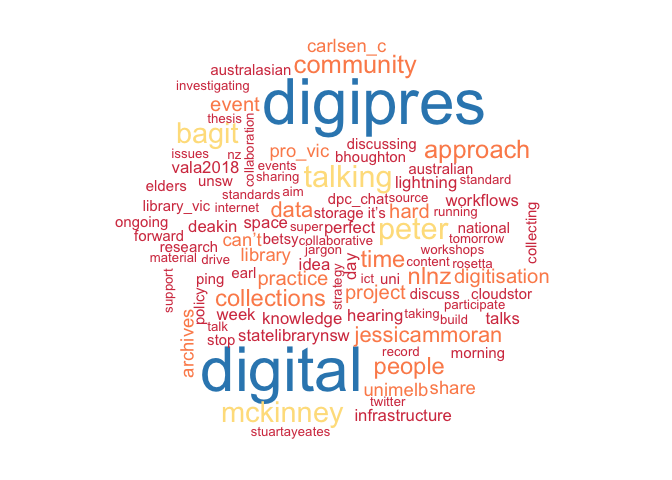 carlsen_c
australasian community
investigating digipres
event
thesis
bagit collaboration
issues nz pro_vic discussing approach
vala2018 events bhoughton australian
elders unsw sharing talking lightning standard
standards aim dpc_chat source workflows
library_vic internet data storage it's hard running
ongoing deakin space super perfect peter national collecting
forward can't betsy collaborative tomorrow
research library jargon day time workshops
material drive idea content rosetta
support ping earl practice strategy ict uni nlnz digitisation
policy collections project discuss cloudstor
participate
week knowledge hearing taking build talks
archives talk
stop statelibrarynsw jessicammoran
digital record morning
people
unimelb share
twitter
mckinney infrastructure
stuartayeates